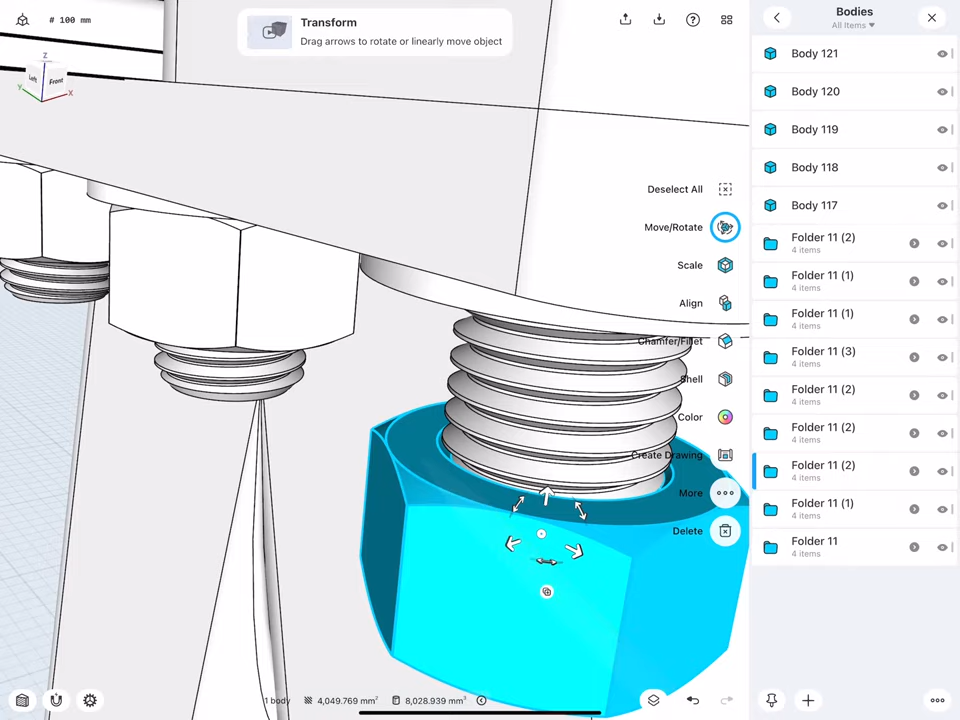 # 100 mm
Transform
Drag arrows to rotate or linearly move object
Bodies
All Items
Z
Left
Front
Y
X
Body 121
Body 120
Body 119
Body 118
Body 117
Folder 11 (2)
4 items
Folder 11 (1)
4 items
Folder 11 (1)
4 items
Folder 11 (3)
4 items
Folder 11 (2)
4 items
Folder 11 (2)
4 items
Folder 11 (2)
4 items
Folder 11 (1)
4 items
Folder 11
4 items
Deselect All
Move/Rotate
Scale
Align
Chamfer/Fillet
Shell
Color
Create Drawing
More
Delete
1 body
4,049.769 mm²
8,028.939 mm³